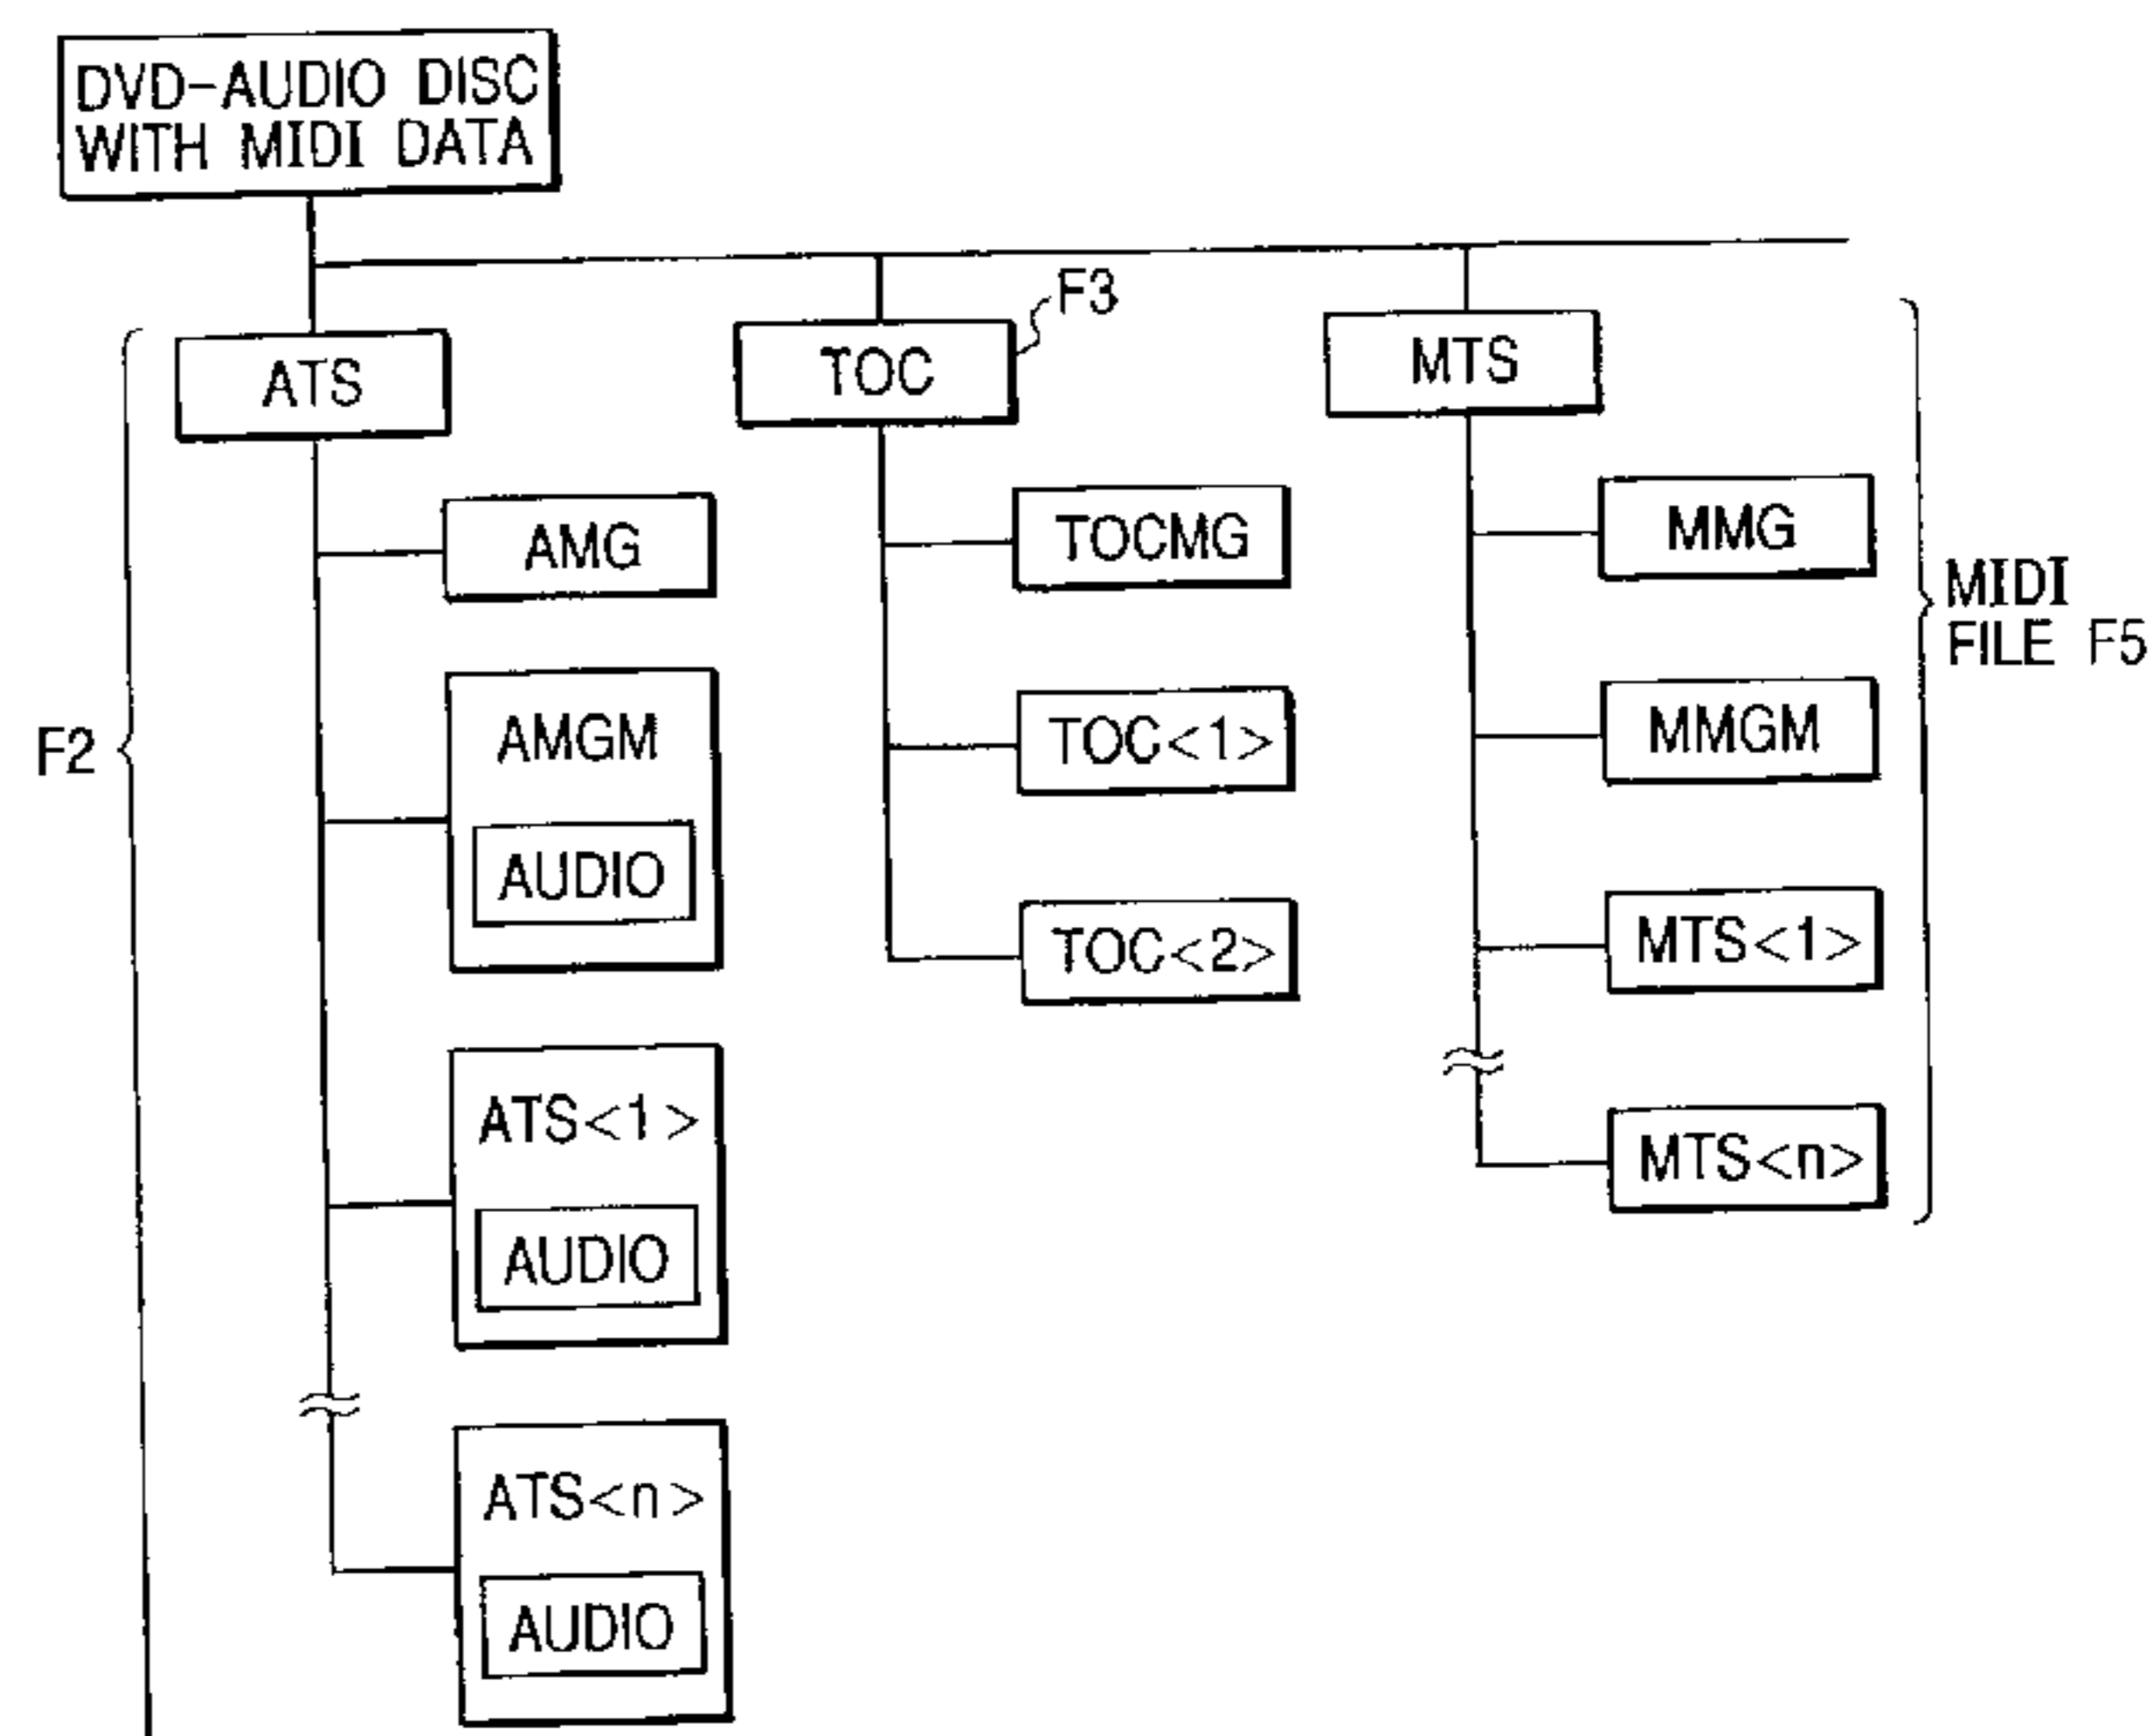 DVD-AUDIO DISC
WITH MIDI DATA
F3
ATS
TOC
MTS
F2
AMG
AMGM
AUDIO
ATS<1>
AUDIO
ATS<n>
AUDIO
TOCMG
TOC<1>
TOC<2>
MMG
MMGM
MTS<1>
MTS<n>
MIDI
FILE F5